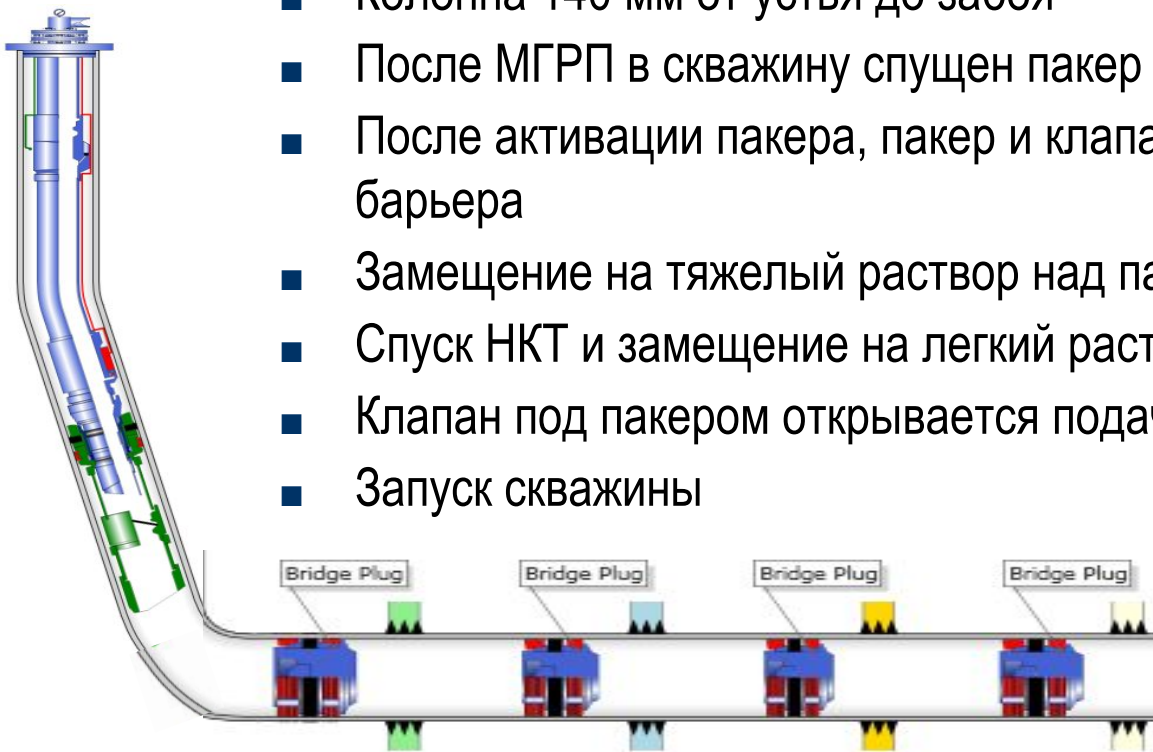 Колонна 146 мм от устья до забоя
После МГРП в скважину спущен пакер
После активации пакера, пакер и клапа
барьера
Замещение на тяжелый раствор над па
Спуск НКТ и замещение на легкий раст
Клапан под пакером открывается подач
Запуск скважины
Bridge Plug Bridge Plug Bridge Plug Bridge Plug